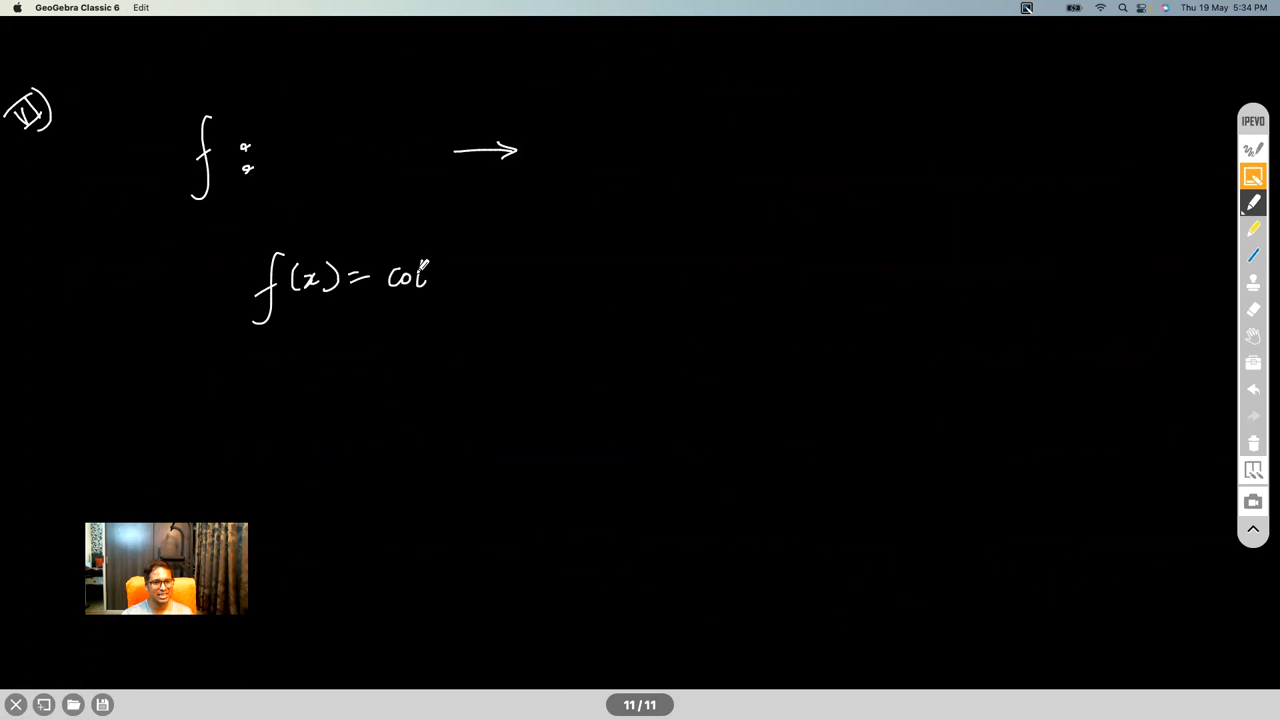 GeoGebra Classic 6 Edit Thu 19 May 5:34 PM
VI)
f : →
IPEVO
f(x) = cot
11 / 11